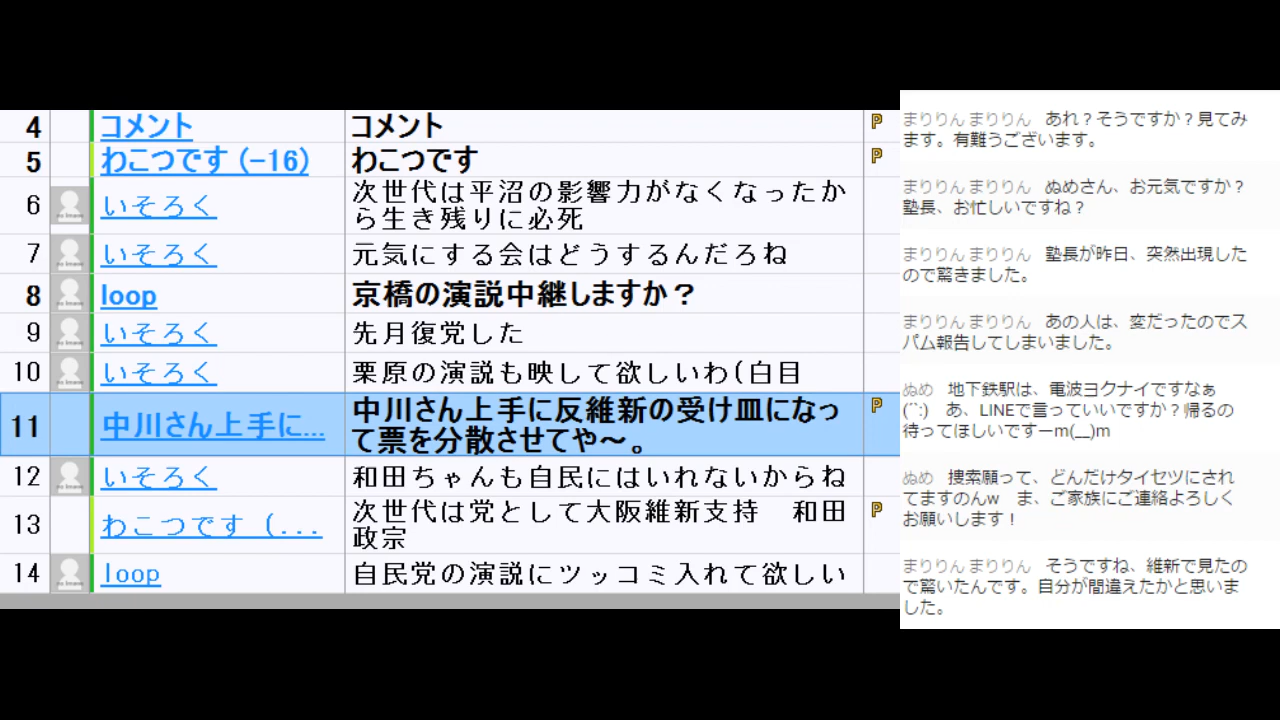 4 コメント コメント P
5 わこつです (-16) わこつです P
6 いそろく 次世代は平沼の影響力がなくなったか
ら生き残りに必死
7 いそろく 元気にする会はどうするんだろね
8 loop 京橋の演説中継しますか？
9 いそろく 先月復党した
10 いそろく 栗原の演説も映して欲しいわ(白目
11 中川さん上手に... 中川さん上手に反維新の受け皿になっ P
て票を分散させてや～。
12 いそろく 和田ちゃんも自民にはいれないからね
13 わこつです (... 次世代は党として大阪維新支持　和田 P
政宗
14 loop 自民党の演説にツッコミ入れて欲しい
まりりん まりりん あれ？そうですか？見てみ
ます。有難うございます。
まりりん まりりん ぬめさん、お元気ですか？
塾長、お忙しいですね？
まりりん まりりん 塾長が昨日、突然出現した
ので驚きました。
まりりん まりりん あの人は、変だったのでス
パム報告してしまいました。
ぬめ 地下鉄駅は、電波ヨクナイですなぁ
(´`:)　あ、LINEで言っていいですか？帰るの
待ってほしいですーm(__)m
ぬめ 捜索願って、どんだけタイセツにされ
てますのんw　ま、ご家族にご連絡よろしく
お願いします！
まりりん まりりん そうですね、維新で見たの
で驚いたんです。自分が間違えたかと思いま
した。